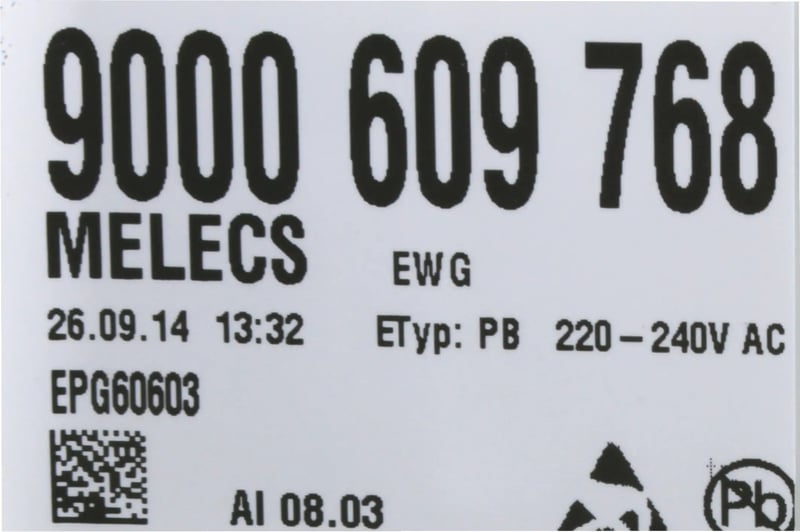 9000 609 768
MELECS EWG
26.09.14 13:32 ETyp: PB 220-240V AC
EPG60603
AI 08.03
Pb